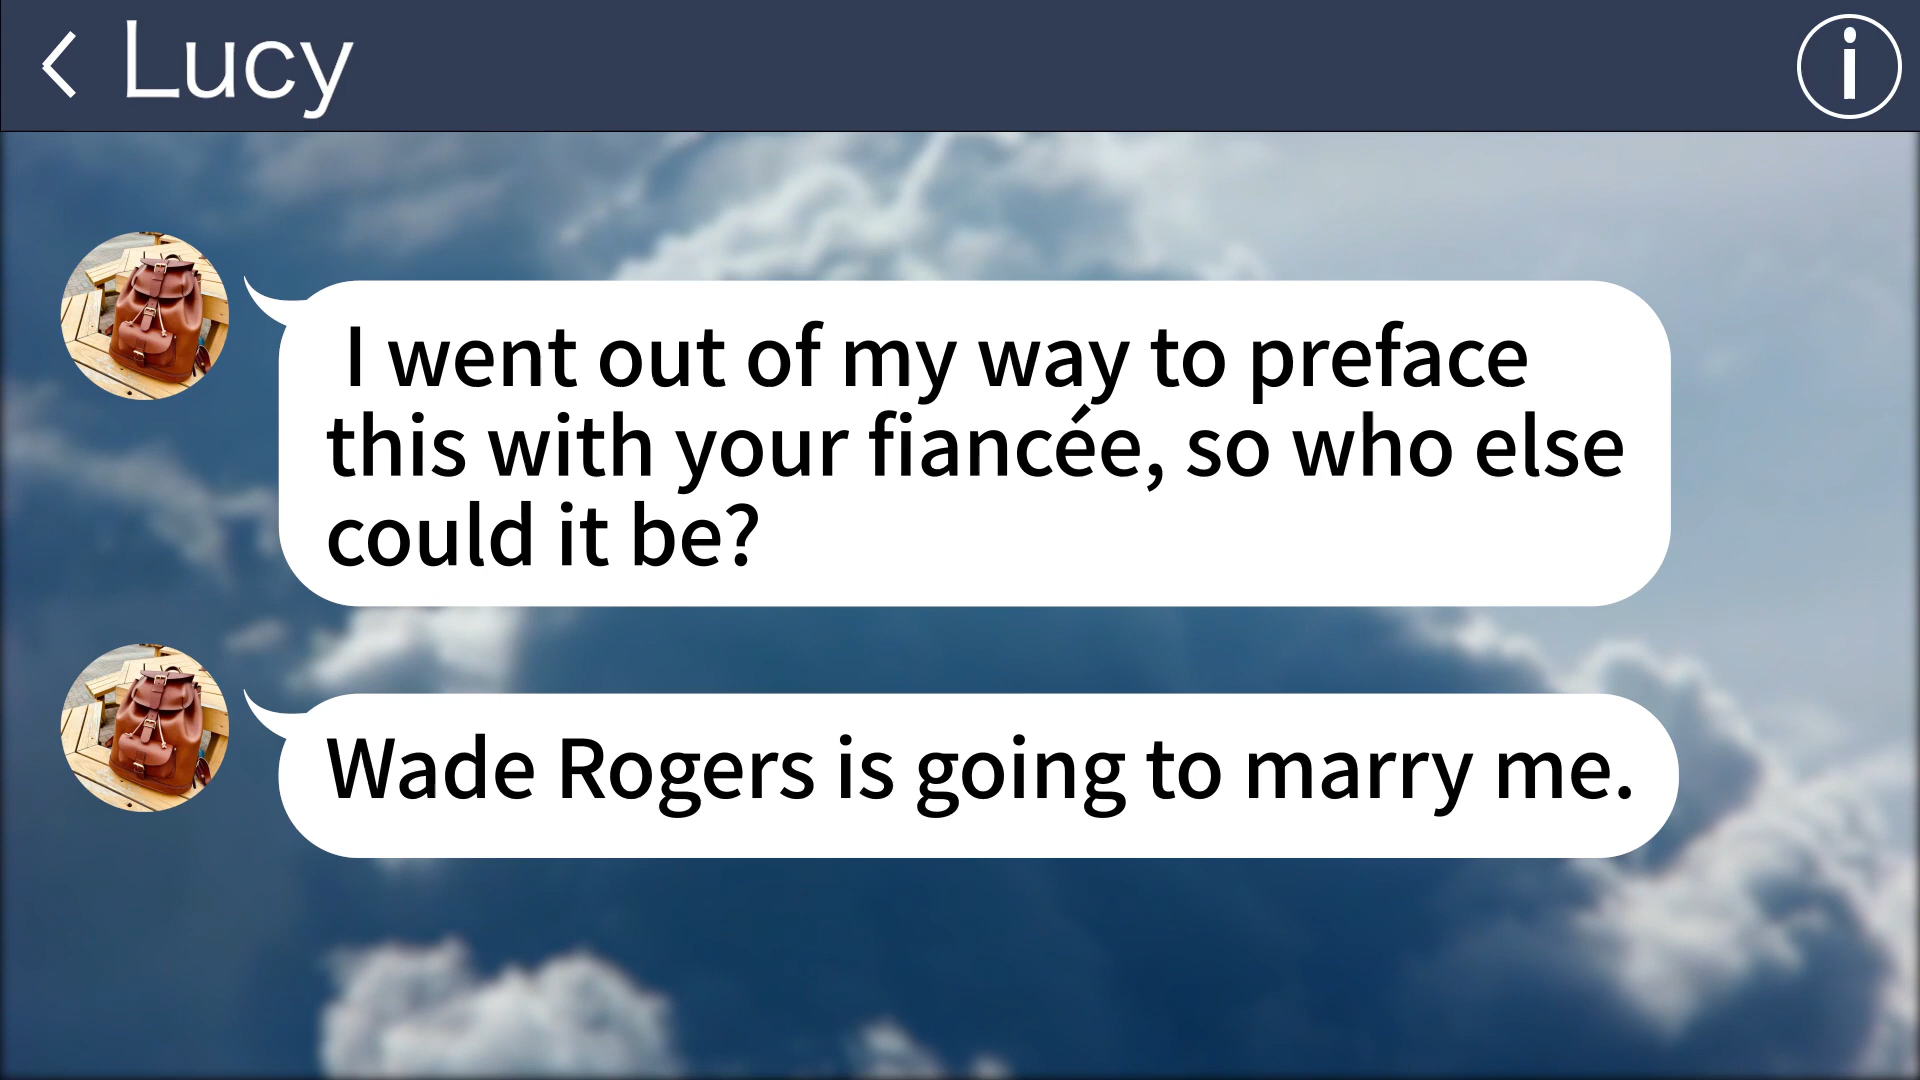 Lucy
I went out of my way to preface
this with your fiancée, so who else
could it be?
Wade Rogers is going to marry me.